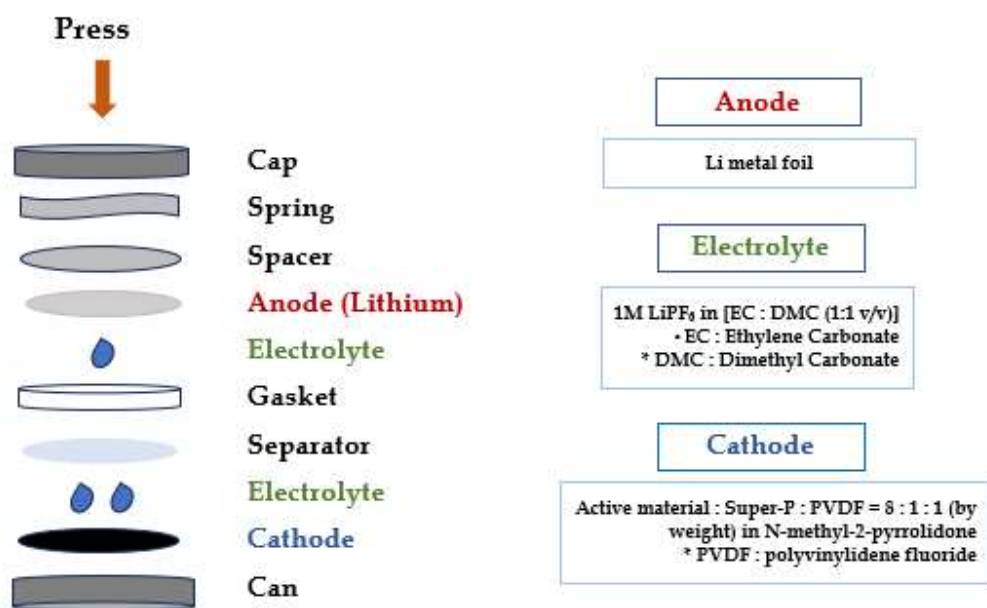 Press
Cap
Spring
Spacer
Anode (Lithium)
Electrolyte
Gasket
Separator
Electrolyte
Cathode
Can
Anode
Li metal foil
Electrolyte
1M LiPF₆ in [EC : DMC (1:1 v/v)]
• EC : Ethylene Carbonate
* DMC : Dimethyl Carbonate
Cathode
Active material : Super-P : PVDF = 8 : 1 : 1 (by
weight) in N-methyl-2-pyrrolidone
* PVDF : polyvinylidene fluoride